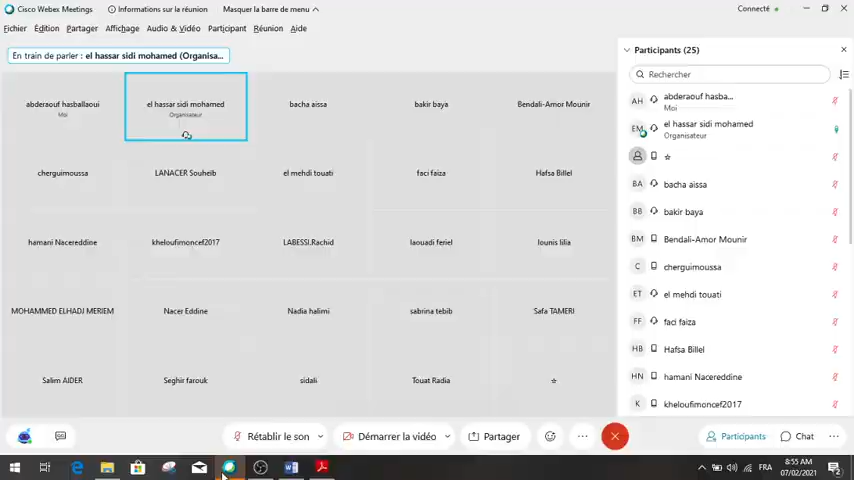 Cisco Webex Meetings
Informations sur la réunion
Masquer la barre de menu
Connecté
Fichier Édition Partager Affichage Audio & Vidéo Participant Réunion Aide
En train de parler : el hassar sidi mohamed (Organisa...
abderaouf hasballaoui
Moi
el hassar sidi mohamed
Organisateur
bacha aissa
bakir baya
Bendali-Amor Mounir
cherguimoussa
LANACER Souheib
el mehdi touati
faci faiza
Hafsa Billel
hamani Nacereddine
kheloufimoncef2017
LABESSI.Rachid
laouadi feriel
lounis lilia
MOHAMMED ELHADJ MERIEM
Nacer Eddine
Nadia halimi
sabrina tebib
Safa TAMERI
Salim AIDER
Seghir farouk
sidali
Touat Radia
☆
Participants (25)
Rechercher
AH abderaouf hasba...
Moi
EM el hassar sidi mohamed
Organisateur
☆
BA bacha aissa
BB bakir baya
BM Bendali-Amor Mounir
C cherguimoussa
ET el mehdi touati
FF faci faiza
HB Hafsa Billel
HN hamani Nacereddine
K kheloufimoncef2017
Rétablir le son
Démarrer la vidéo
Partager
Participants
Chat
FRA
8:55 AM
07/02/2021
2